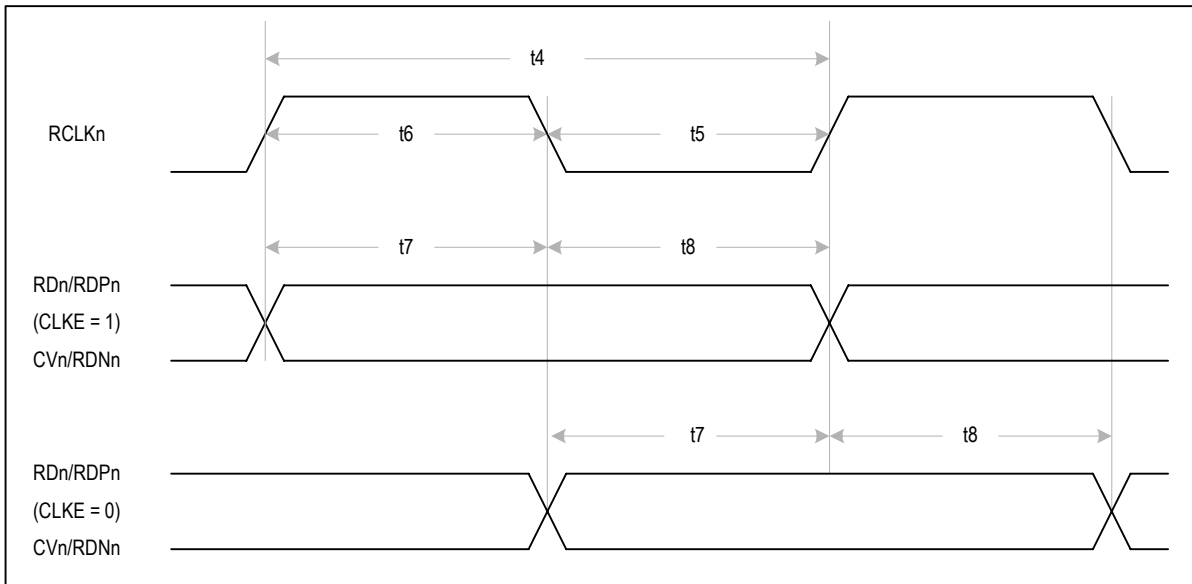 t4
RCLKn
t6
t5
t7
t8
RDn/RDPn
(CLKE = 1)
CVn/RDNn
t7
t8
RDn/RDPn
(CLKE = 0)
CVn/RDNn